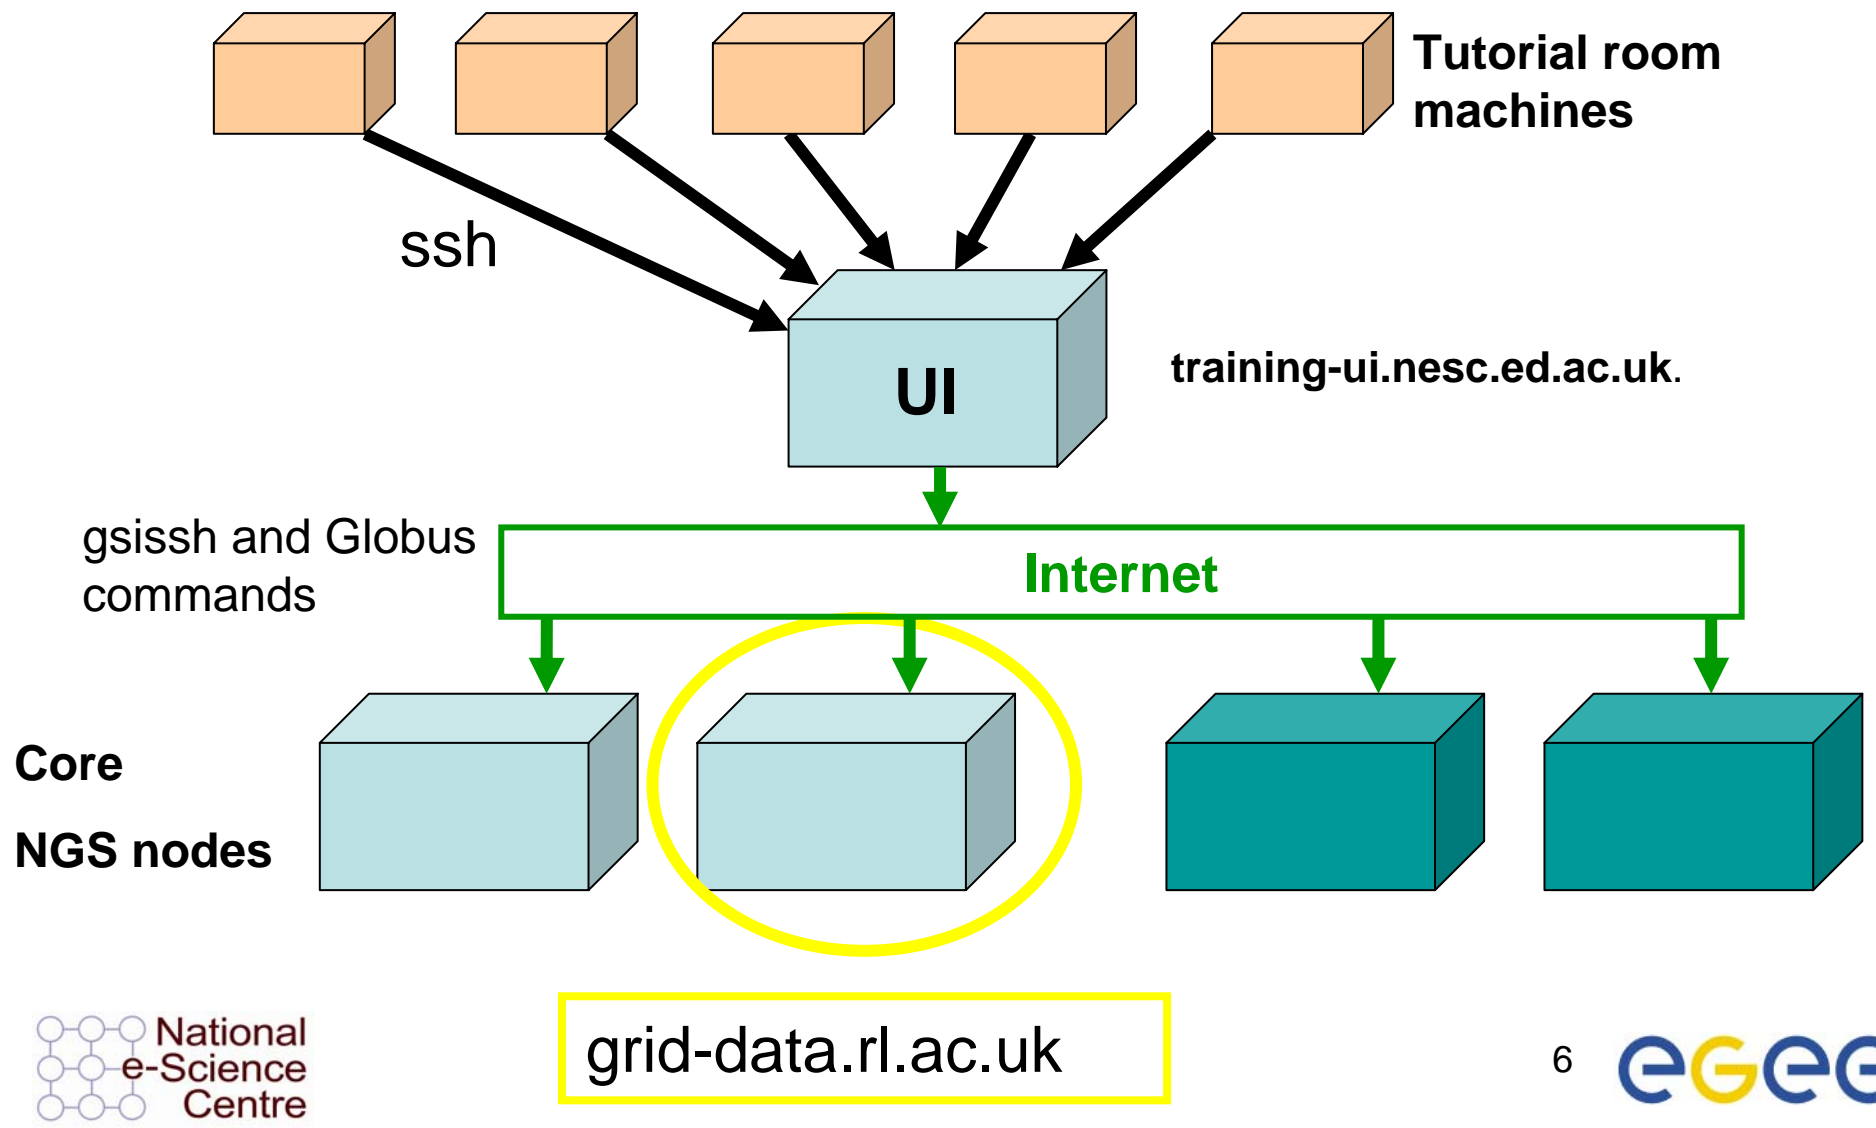 Tutorial room
machines
ssh
UI
training-ui.nesc.ed.ac.uk.
gsissh and Globus
commands
Internet
Core
NGS nodes
grid-data.rl.ac.uk
National
e-Science
Centre
6
egee